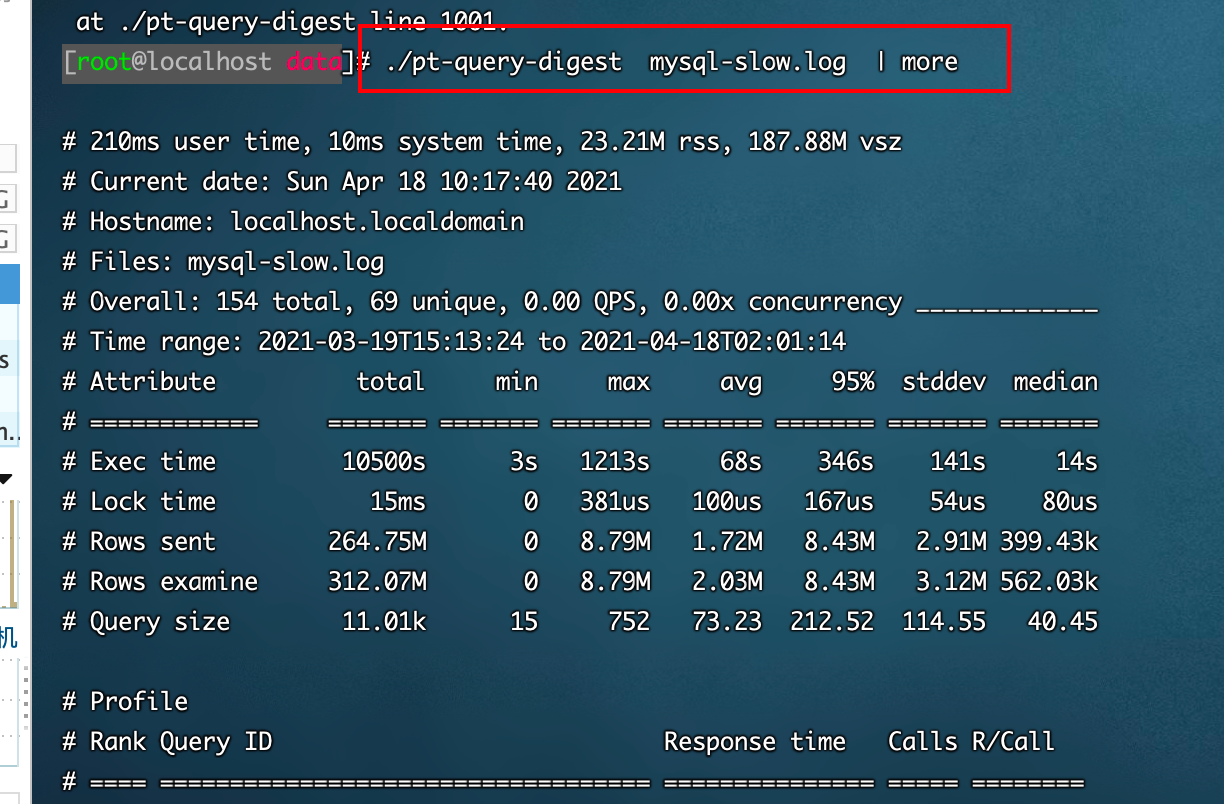 at ./pt-query-digest line 1001.
[root@localhost data]# ./pt-query-digest  mysql-slow.log  | more
# 210ms user time, 10ms system time, 23.21M rss, 187.88M vsz
# Current date: Sun Apr 18 10:17:40 2021
# Hostname: localhost.localdomain
# Files: mysql-slow.log
# Overall: 154 total, 69 unique, 0.00 QPS, 0.00x concurrency _____________
# Time range: 2021-03-19T15:13:24 to 2021-04-18T02:01:14
# Attribute          total     min     max     avg     95%  stddev  median
# ============     ======= ======= ======= ======= ======= ======= =======
# Exec time         10500s      3s   1213s     68s    346s    141s     14s
# Lock time           15ms       0   381us   100us   167us    54us    80us
# Rows sent        264.75M       0   8.79M   1.72M   8.43M   2.91M 399.43k
# Rows examine     312.07M       0   8.79M   2.03M   8.43M   3.12M 562.03k
# Query size        11.01k      15     752   73.23  212.52  114.55   40.45
# Profile
# Rank Query ID                            Response time   Calls R/Call
# ==== =================================== =============== ===== ========
G
G
s
n..
机